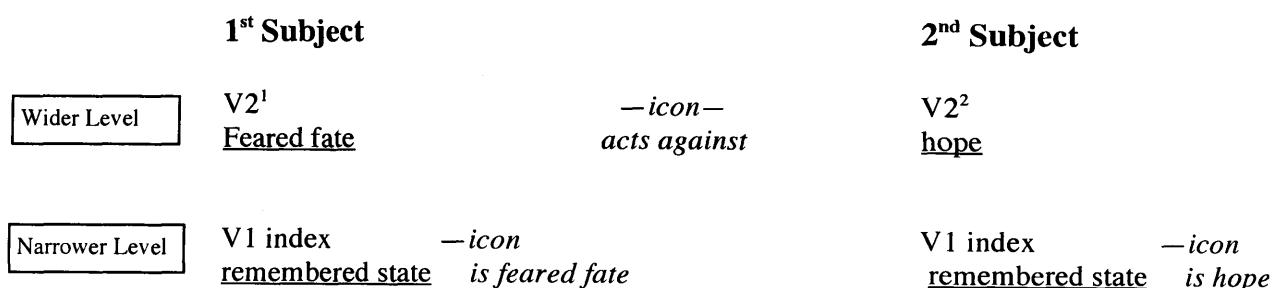 1st Subject 2nd Subject
Wider Level V2¹ —icon— V2²
Feared fate acts against hope
Narrower Level V1 index —icon V1 index —icon
remembered state is feared fate remembered state is hope